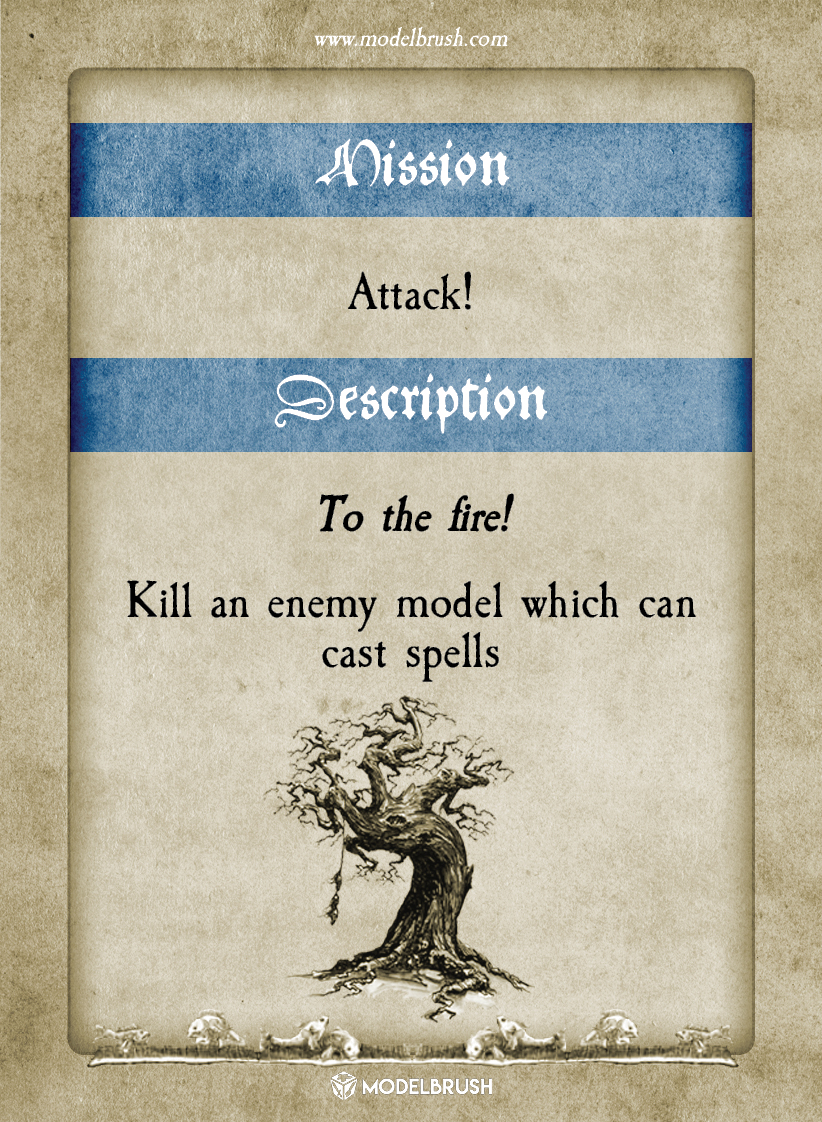 www.modelbrush.com
Mission
Attack!
Description
To the fire!
Kill an enemy model which can
cast spells
MODELBRUSH